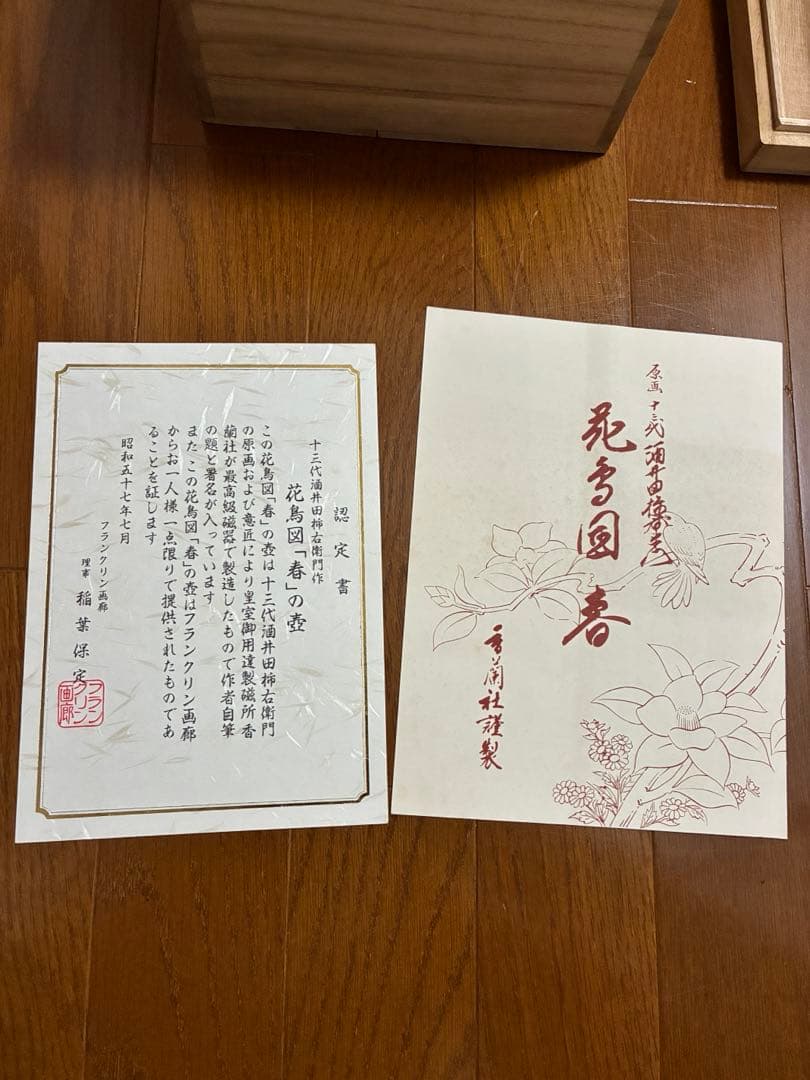 認定書
十三代酒井田柿右衛門作
花鳥図「春」の壺
この花鳥図「春」の壺は十三代酒井田柿右衛門
の原画および意匠により皇室御用達製磁所香
蘭社が最高級磁器で製造したもので作者自筆
の題と署名が入っています
また この花鳥図「春」の壺はフランクリン画廊
からお一人様一点限りで提供されたものであ
ることを証します
昭和五十七年七月
フランクリン画廊
理事 稲葉保定
フランクリン画廊
原画 十三代 酒井田柿右衛門
花鳥図 春
香蘭社謹製